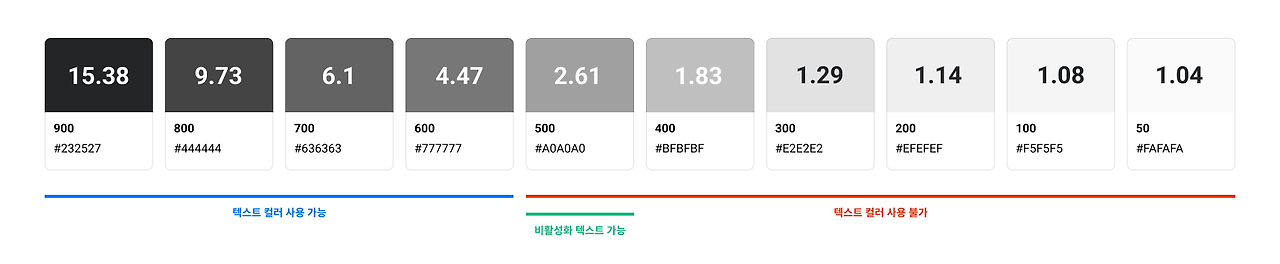 15.38
9.73
6.1
4.47
2.61
1.83
1.29
1.14
1.08
1.04
900
800
700
600
500
400
300
200
100
50
#232527
#444444
#636363
#777777
#A0A0A0
#BFBFBF
#E2E2E2
#EFEFEF
#F5F5F5
#FAFAFA
텍스트 컬러 사용 가능
텍스트 컬러 사용 불가
비활성화 텍스트 가능